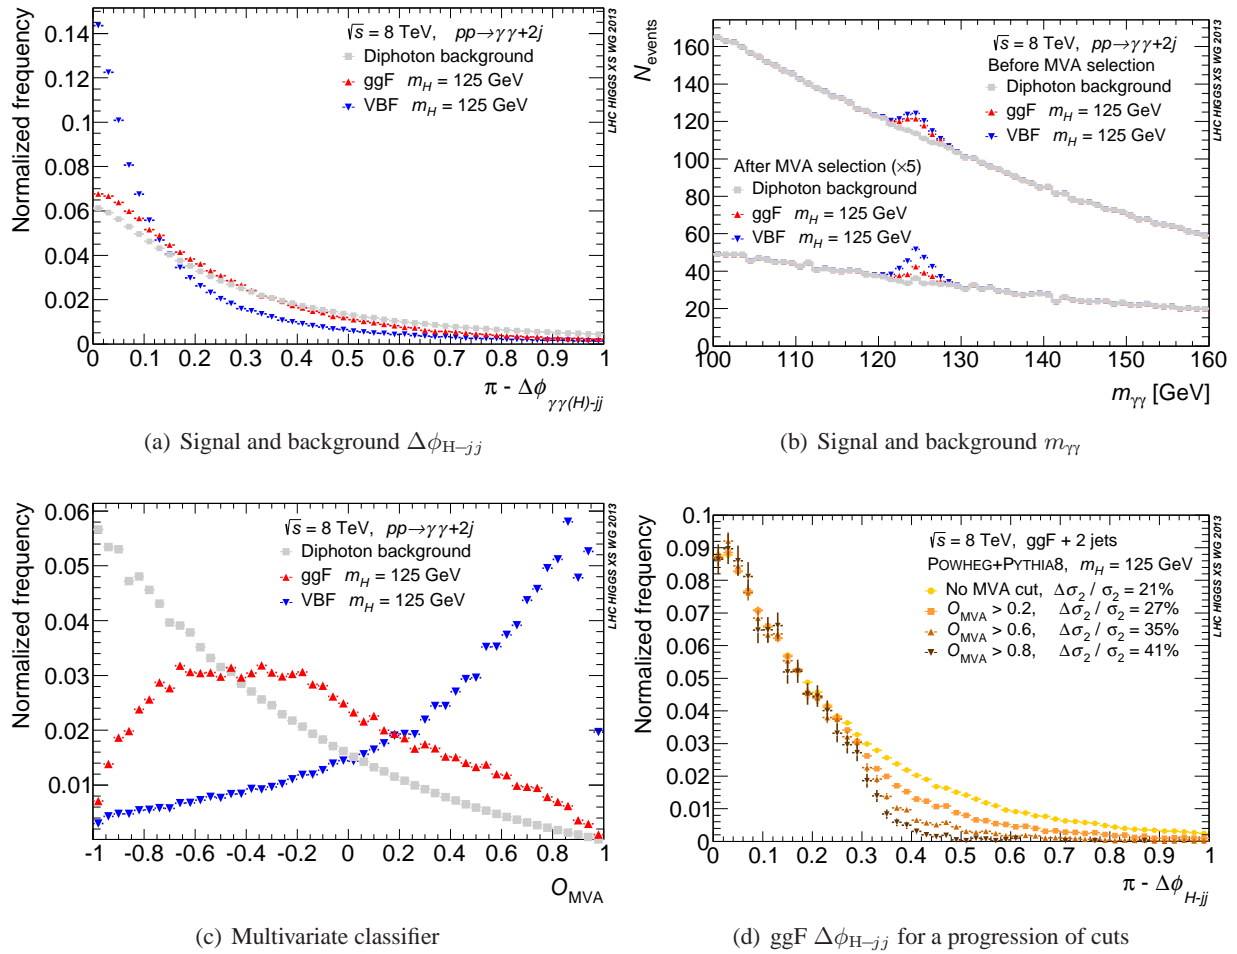 Normalized frequency
0.14
0.12
0.1
0.08
0.06
0.04
0.02
0
0 0.1 0.2 0.3 0.4 0.5 0.6 0.7 0.8 0.9 1
√s = 8 TeV, pp→γγ+2j
Diphoton background
ggF m_H = 125 GeV
VBF m_H = 125 GeV
LHC HIGGS XS WG 2013
π - Δϕ_γγ(H)-jj
(a) Signal and background Δϕ_H−jj
N_events
160
140
120
100
80
60
40
20
0
100 110 120 130 140 150 160
√s = 8 TeV, pp→γγ+2j
Before MVA selection
Diphoton background
ggF m_H = 125 GeV
VBF m_H = 125 GeV
After MVA selection (×5)
Diphoton background
ggF m_H = 125 GeV
VBF m_H = 125 GeV
LHC HIGGS XS WG 2013
m_γγ [GeV]
(b) Signal and background m_γγ
Normalized frequency
0.06
0.05
0.04
0.03
0.02
0.01
-1 -0.8 -0.6 -0.4 -0.2 0 0.2 0.4 0.6 0.8 1
√s = 8 TeV, pp→γγ+2j
Diphoton background
ggF m_H = 125 GeV
VBF m_H = 125 GeV
LHC HIGGS XS WG 2013
O_MVA
(c) Multivariate classifier
Normalized frequency
0.1
0.09
0.08
0.07
0.06
0.05
0.04
0.03
0.02
0.01
0
0 0.1 0.2 0.3 0.4 0.5 0.6 0.7 0.8 0.9 1
√s = 8 TeV, ggF + 2 jets
POWHEG+PYTHIA8, m_H = 125 GeV
No MVA cut, Δσ_2 / σ_2 = 21%
O_MVA > 0.2, Δσ_2 / σ_2 = 27%
O_MVA > 0.6, Δσ_2 / σ_2 = 35%
O_MVA > 0.8, Δσ_2 / σ_2 = 41%
LHC HIGGS XS WG 2013
π - Δϕ_H-jj
(d) ggF Δϕ_H−jj for a progression of cuts